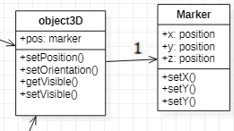 object3D
+pos: marker
+setPosition()
+setOrientation()
+getVisible()
+setVisible()
1
Marker
+x: position
+y: position
+z: position
+setX()
+setY()
+setY()